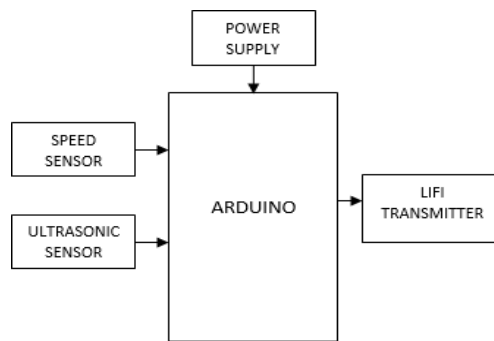 POWER
SUPPLY
SPEED
SENSOR
ARDUINO
LIFI
TRANSMITTER
ULTRASONIC
SENSOR